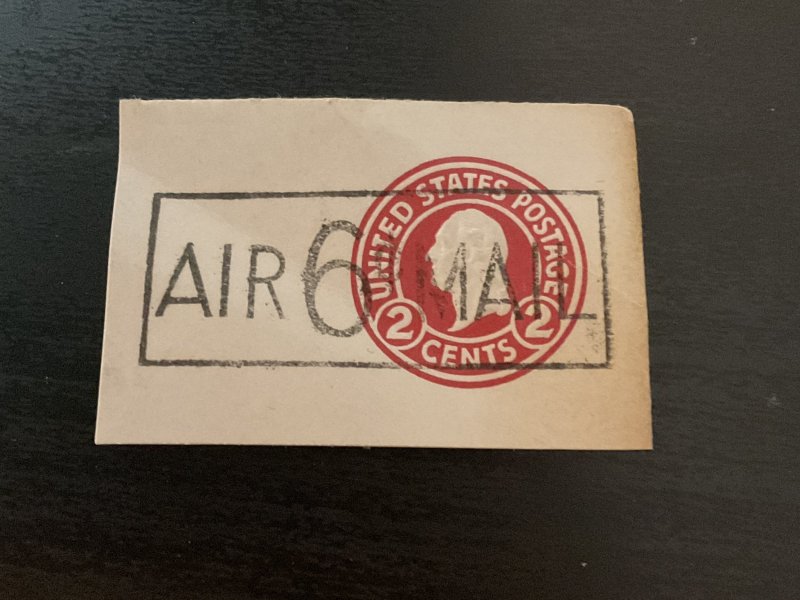 UNITED STATES POSTAGE
AIR 6¢ MAIL
2 CENTS 2